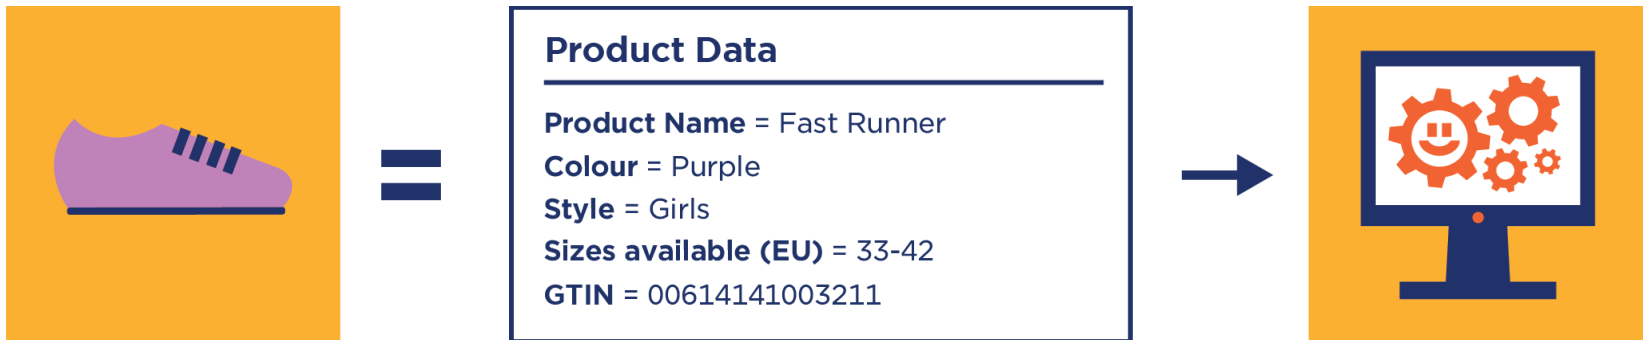 Product Data
Product Name = Fast Runner
Colour = Purple
Style = Girls
Sizes available (EU) = 33-42
GTIN = 00614141003211